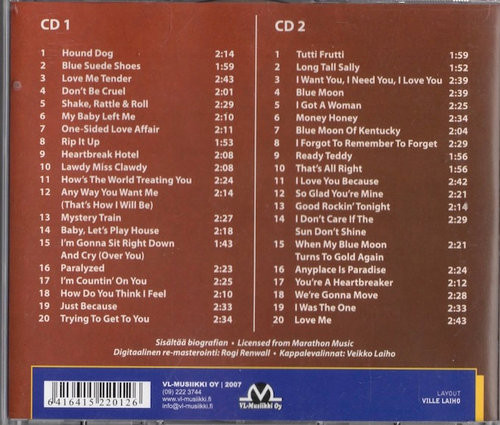 CD 1
1 Hound Dog 2:14
2 Blue Suede Shoes 1:59
3 Love Me Tender 2:43
4 Don't Be Cruel 2:01
5 Shake, Rattle & Roll 2:29
6 My Baby Left Me 2:10
7 One-Sided Love Affair 2:11
8 Rip It Up 1:53
9 Heartbreak Hotel 2:08
10 Lawdy Miss Clawdy 2:08
11 How's The World Treating You 2:24
12 Any Way You Want Me 2:14
(That's How I Will Be)
13 Mystery Train 2:27
14 Baby, Let's Play House 2:18
15 I'm Gonna Sit Right Down 1:43
And Cry (Over You)
16 Paralyzed 2:23
17 I'm Countin' On You 2:25
18 How Do You Think I Feel 2:10
19 Just Because 2:33
20 Trying To Get To You 2:34
CD 2
1 Tutti Frutti 1:59
2 Long Tall Sally 1:52
3 I Want You, I Need You, I Love You 2:39
4 Blue Moon 2:39
5 I Got A Woman 2:25
6 Money Honey 2:34
7 Blue Moon Of Kentucky 2:04
8 I Forgot To Remember To Forget 2:29
9 Ready Teddy 1:56
10 That's All Right 1:56
11 I Love You Because 2:42
12 So Glad You're Mine 2:21
13 Good Rockin' Tonight 2:14
14 I Don't Care If The 2:29
Sun Don't Shine
15 When My Blue Moon 2:21
Turns To Gold Again
16 Anyplace Is Paradise 2:24
17 You're A Heartbreaker 2:12
18 We're Gonna Move 2:28
19 I Was The One 2:31
20 Love Me 2:43
Sisältää biografian • Licensed from Marathon Music
Digitaalinen re-masterointi: Rogi Renwall • Kappalevalinnat: Veikko Laiho
6 416415 220126
VL-MUSIIKKI OY | 2007
(09) 222 3744
www.vl-musiikki.fi
info@vl-musiikki.fi
VL-Musiikki Oy
LAYOUT
VILLE LAIHO